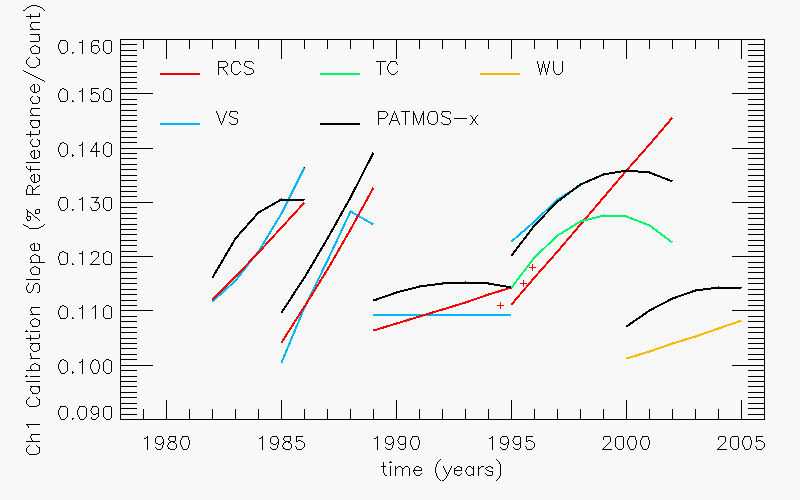 RCS TC WU
VS PATMOS-x
Ch1 Calibration Slope (% Reflectance/Count)
0.160
0.150
0.140
0.130
0.120
0.110
0.100
0.090
1980 1985 1990 1995 2000 2005
time (years)